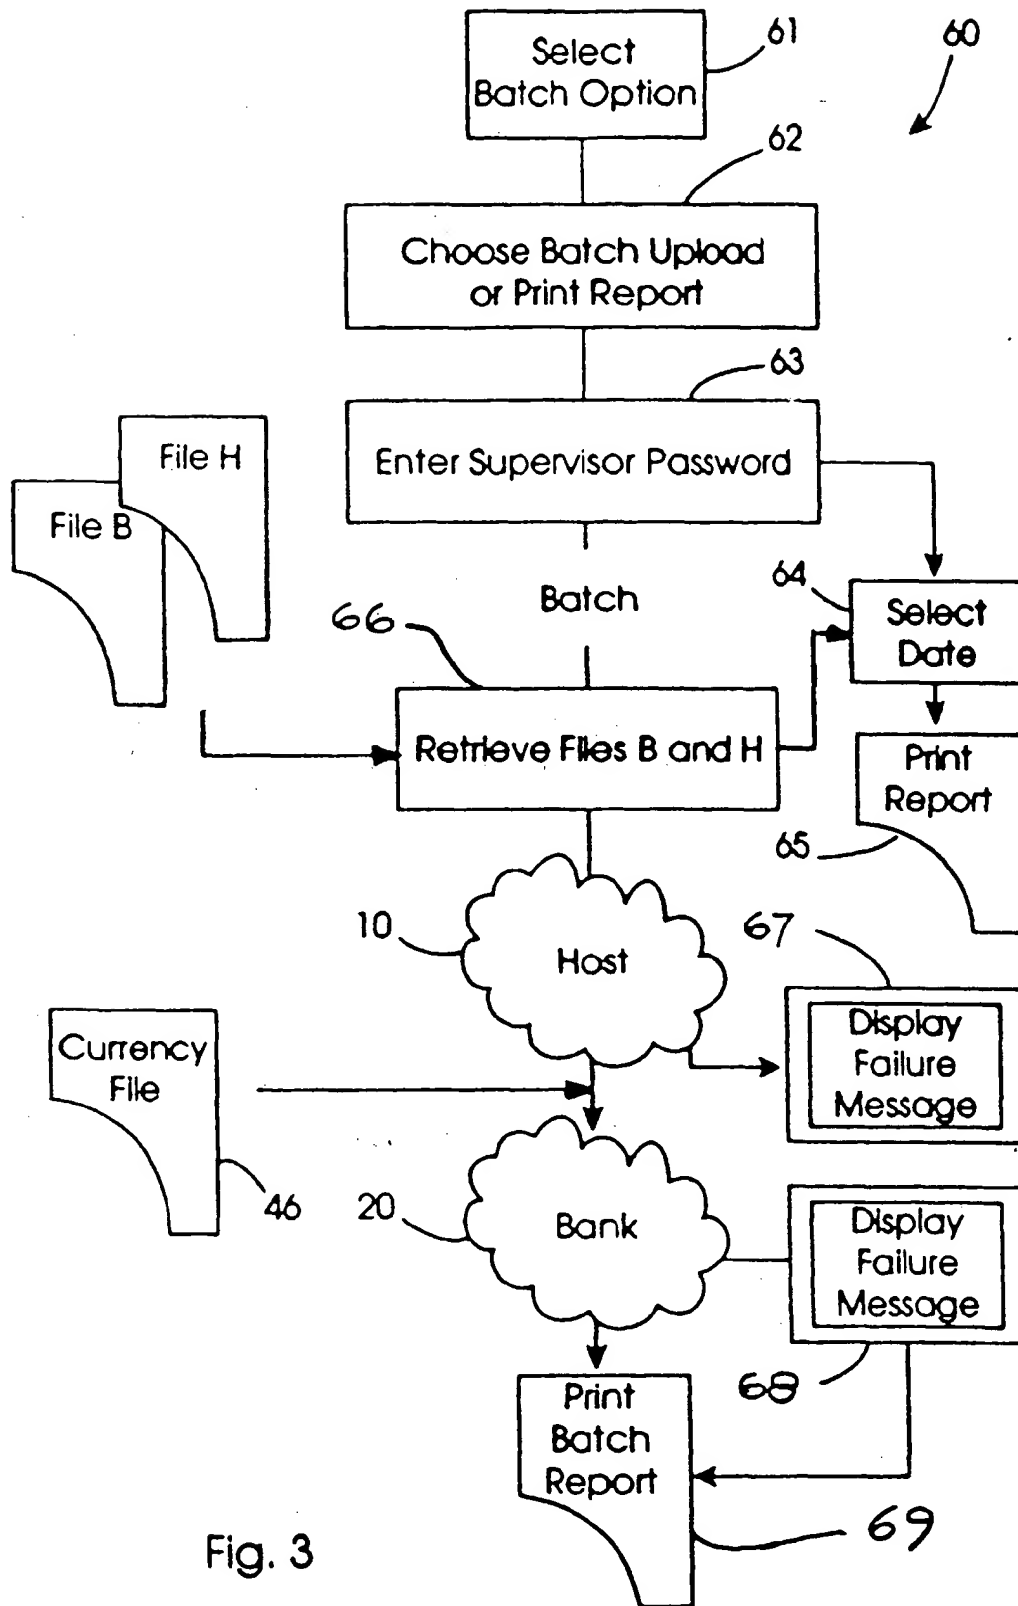 61
60
Select
Batch Option
62
Choose Batch Upload
or Print Report
63
Enter Supervisor Password
File H
File B
64
Select
Date
Batch
66
Retrieve Files B and H
Print
Report
65
10
Host
67
Display
Failure
Message
Currency
File
46
20
Bank
Display
Failure
Message
68
Print
Batch
Report
69
Fig. 3